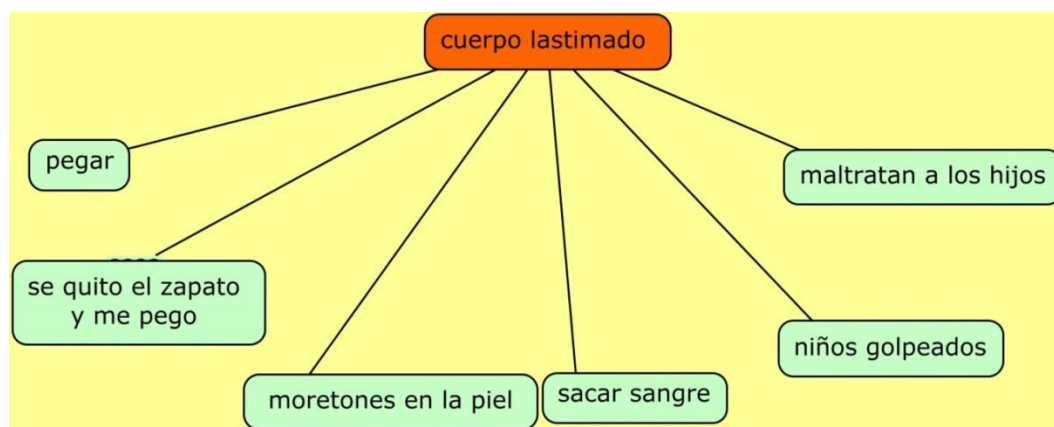 cuerpo lastimado
pegar
maltratan a los hijos
se quito el zapato
y me pego
niños golpeados
moretones en la piel
sacar sangre